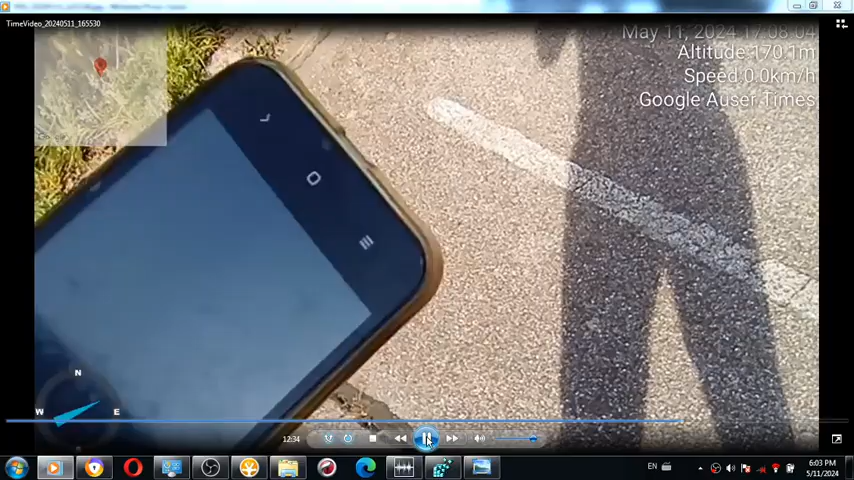 TimeVideo_20240511_165530
May 11, 2024 17:08:04
Altitude 170.1m
Speed 0.0km/h
Google Auser Times
N
W E
12:34
EN
6:03 PM
5/11/2024